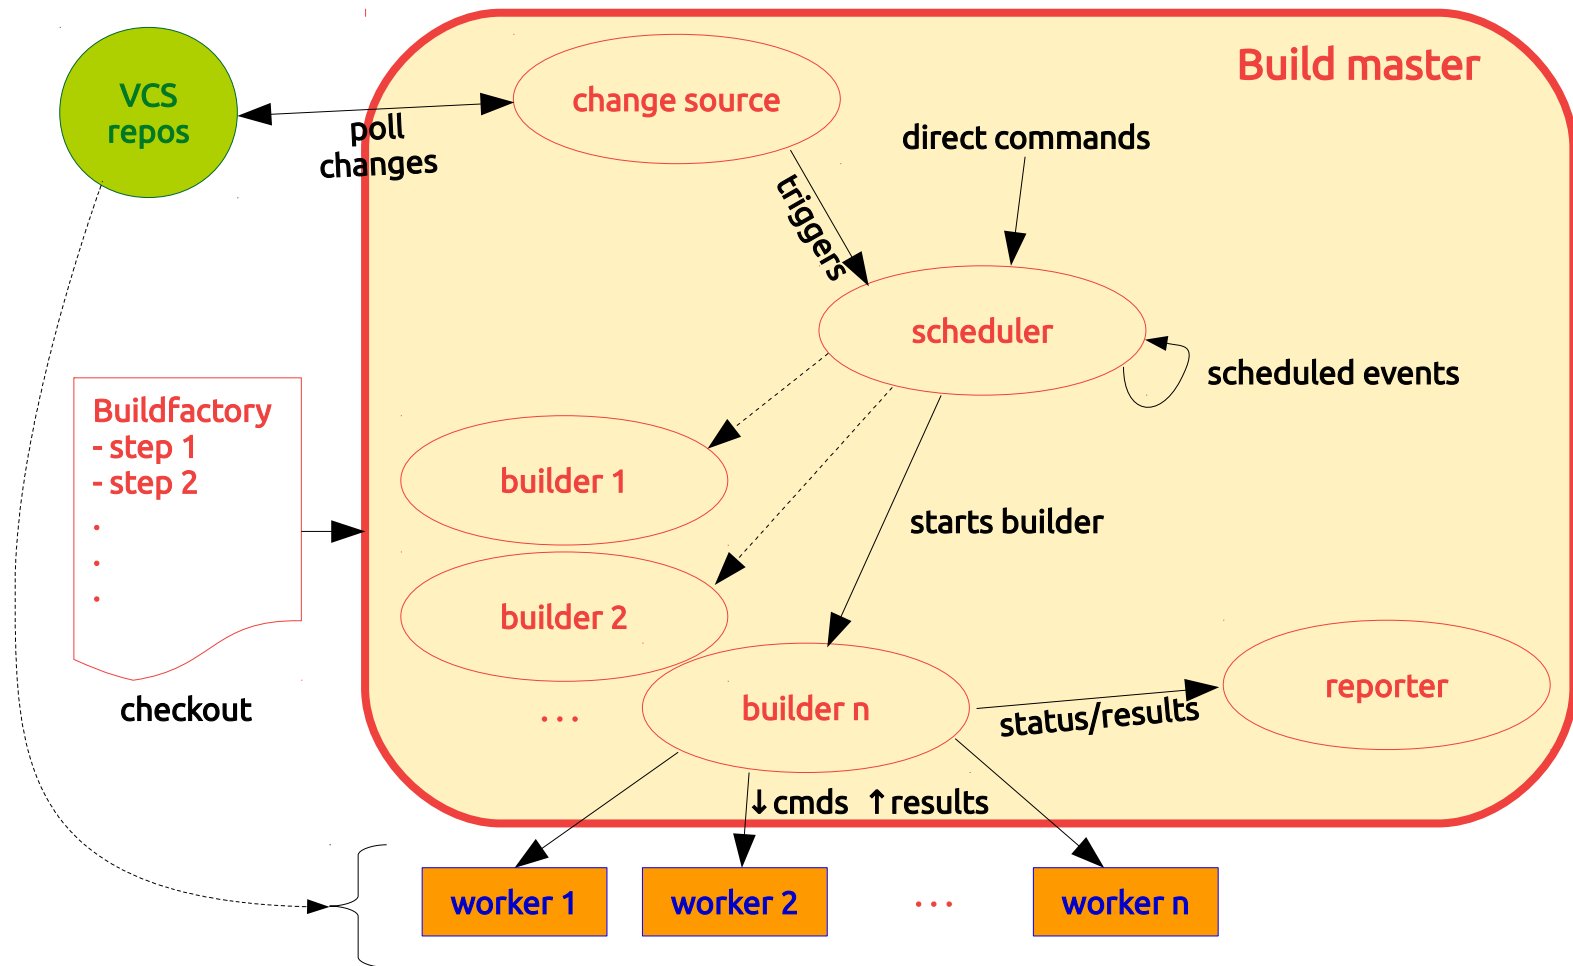 VCS
repos
poll
changes
change source
Build master
direct commands
triggers
scheduler
scheduled events
Buildfactory
- step 1
- step 2
.
.
.
builder 1
starts builder
builder 2
checkout
...
builder n
status/results
reporter
↓cmds ↑results
worker 1
worker 2
...
worker n